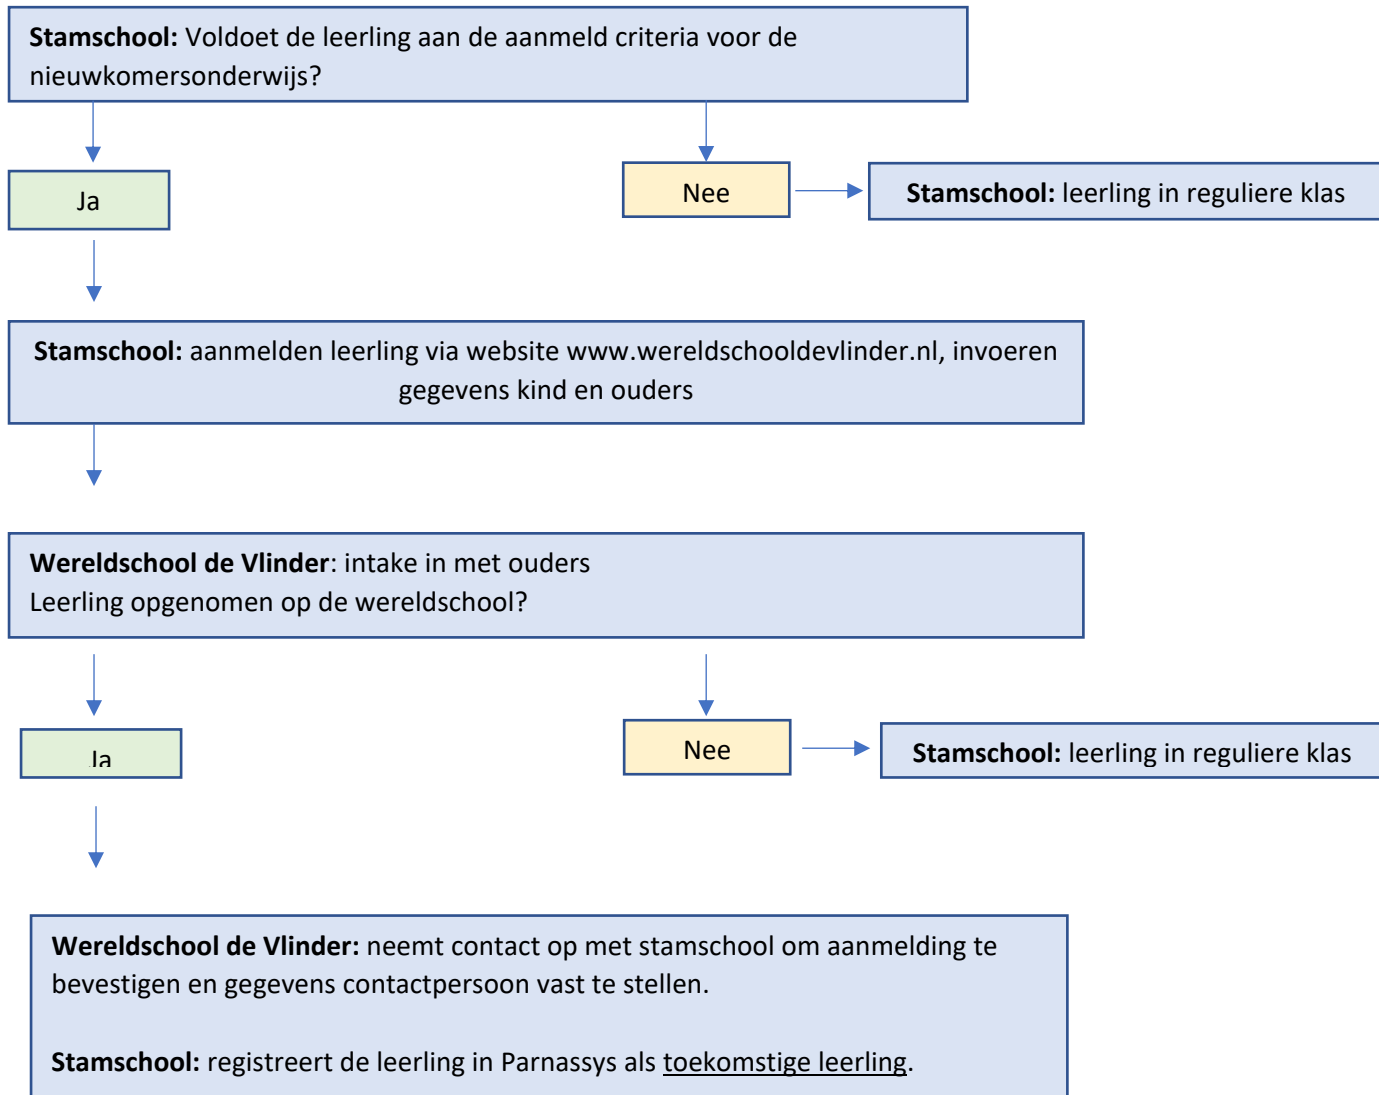 Stamschool: Voldoet de leerling aan de aanmeld criteria voor de
nieuwkomersonderwijs?
Ja
Nee
Stamschool: leerling in reguliere klas
Stamschool: aanmelden leerling via website www.wereldschooldevlinder.nl, invoeren
gegevens kind en ouders
Wereldschool de Vlinder: intake in met ouders
Leerling opgenomen op de wereldschool?
Ja
Nee
Stamschool: leerling in reguliere klas
Wereldschool de Vlinder: neemt contact op met stamschool om aanmelding te
bevestigen en gegevens contactpersoon vast te stellen.
Stamschool: registreert de leerling in Parnassys als toekomstige leerling.